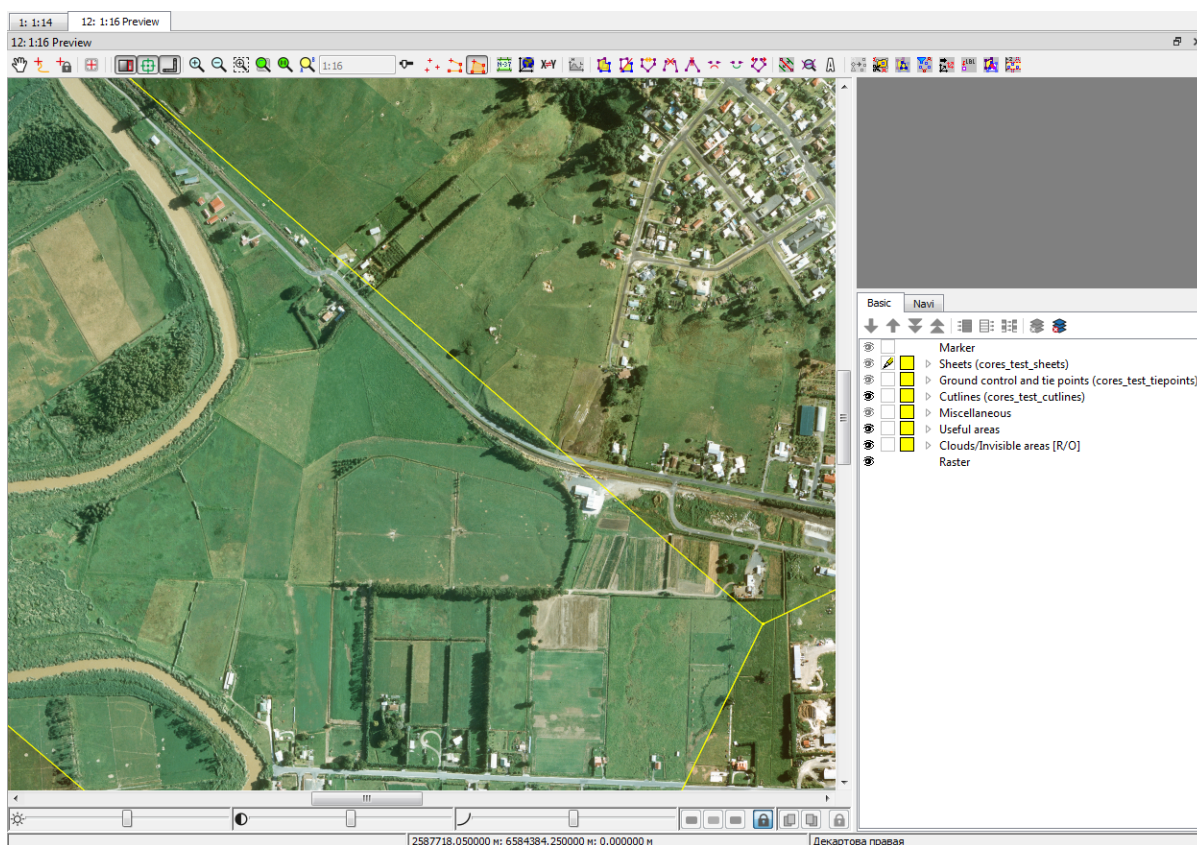 1: 1:14 12: 1:16 Preview
12: 1:16 Preview
1:16
Basic Navi
Marker
Sheets (cores_test_sheets)
Ground control and tie points (cores_test_tiepoints)
Cutlines (cores_test_cutlines)
Miscellaneous
Useful areas
Clouds/Invisible areas [R/O]
Raster
2587718.050000 м: 6584384.250000 м: 0.000000 м Декартова правая